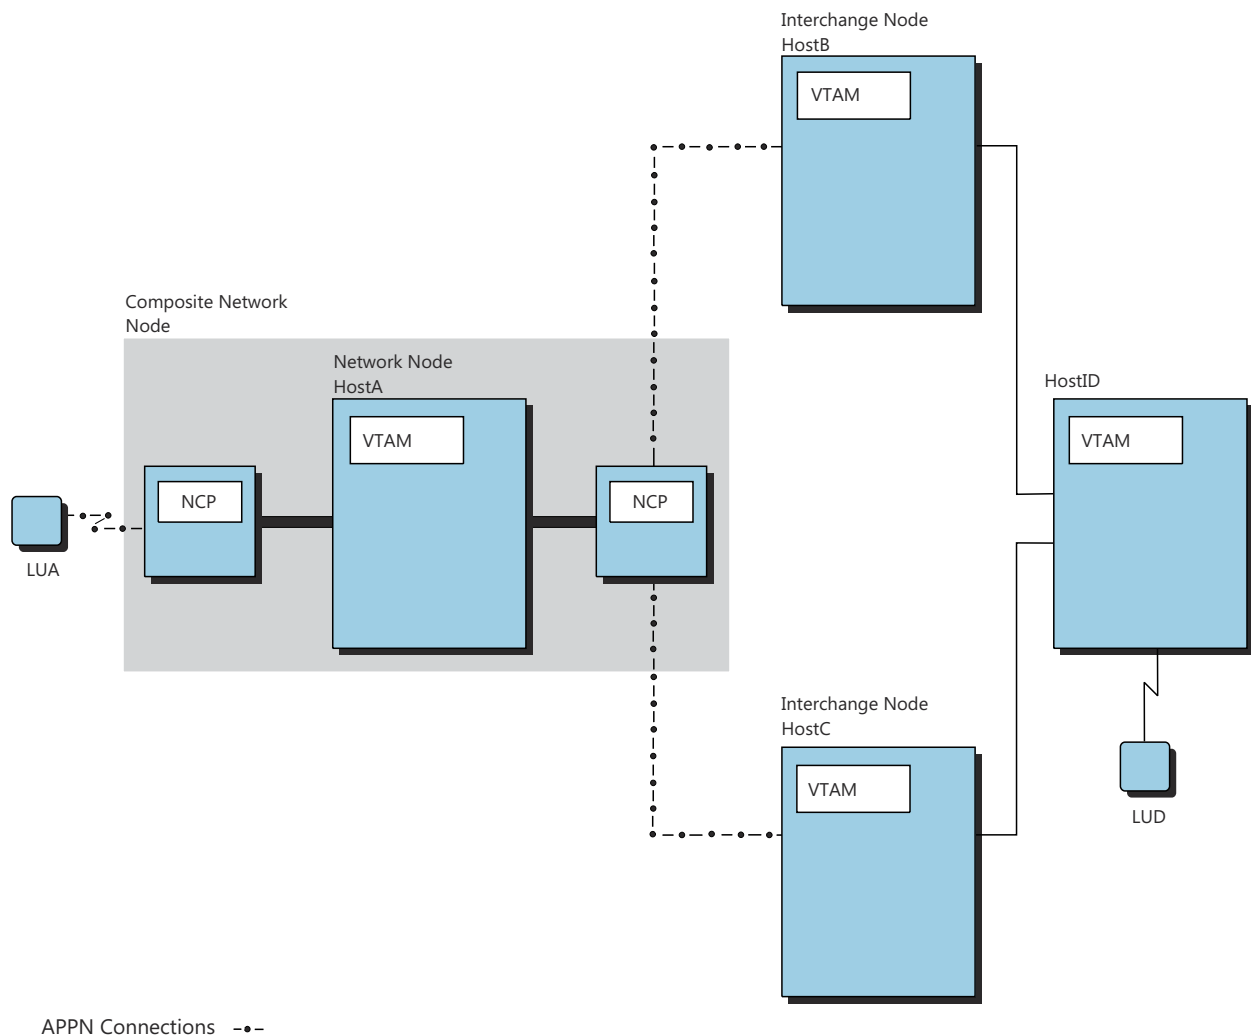 Interchange Node
HostB
VTAM
Composite Network
Node
Network Node
HostA
VTAM
HostID
VTAM
NCP
NCP
LUA
Interchange Node
HostC
VTAM
LUD
APPN Connections